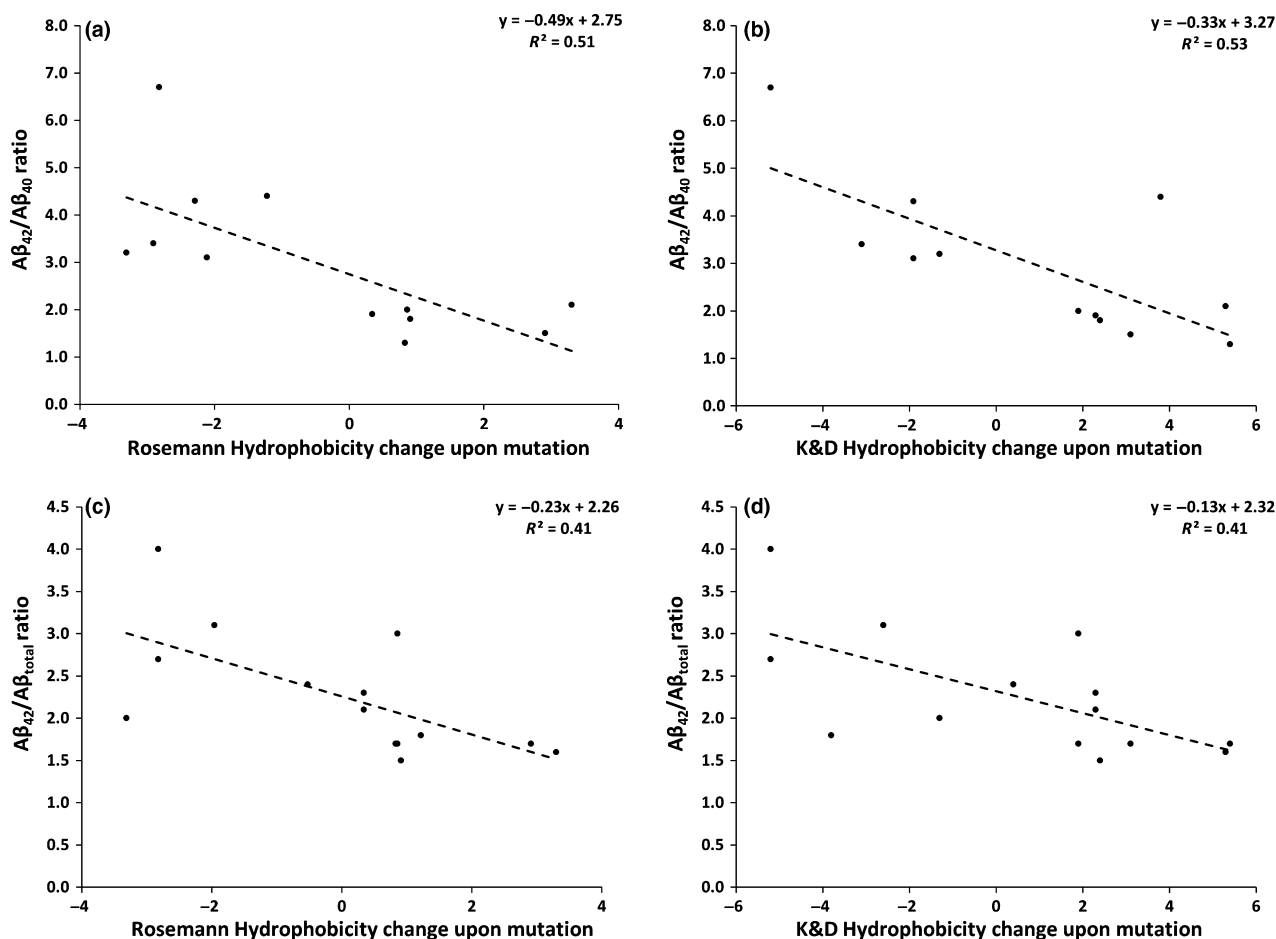 (a)
y = −0.49x + 2.75
R² = 0.51
8.0
7.0
6.0
5.0
4.0
3.0
2.0
1.0
0.0
Aβ42/Aβ40 ratio
−4 −2 0 2 4
Rosemann Hydrophobicity change upon mutation
(b)
y = −0.33x + 3.27
R² = 0.53
8.0
7.0
6.0
5.0
4.0
3.0
2.0
1.0
0.0
Aβ42/Aβ40 ratio
−6 −4 −2 0 2 4 6
K&D Hydrophobicity change upon mutation
(c)
y = −0.23x + 2.26
R² = 0.41
4.5
4.0
3.5
3.0
2.5
2.0
1.5
1.0
0.5
0.0
Aβ42/Aβtotal ratio
−4 −2 0 2 4
Rosemann Hydrophobicity change upon mutation
(d)
y = −0.13x + 2.32
R² = 0.41
4.5
4.0
3.5
3.0
2.5
2.0
1.5
1.0
0.5
0.0
Aβ42/Aβtotal ratio
−6 −4 −2 0 2 4 6
K&D Hydrophobicity change upon mutation